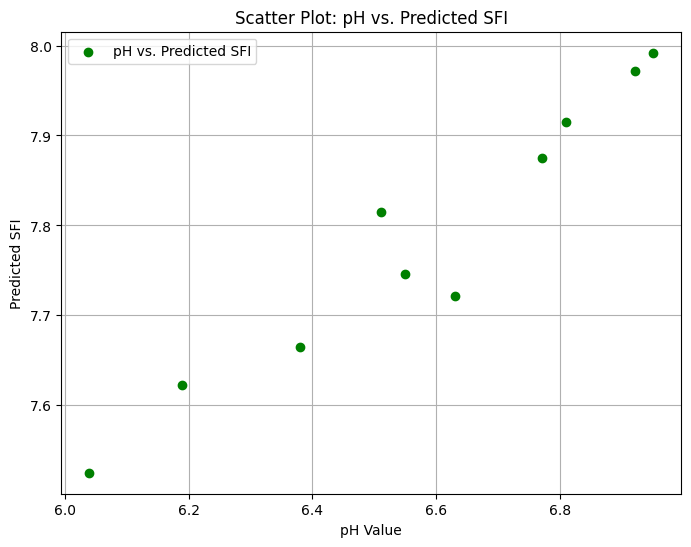 Scatter Plot: pH vs. Predicted SFI
pH vs. Predicted SFI
8.0
7.9
7.8
7.7
7.6
Predicted SFI
6.0 6.2 6.4 6.6 6.8
pH Value